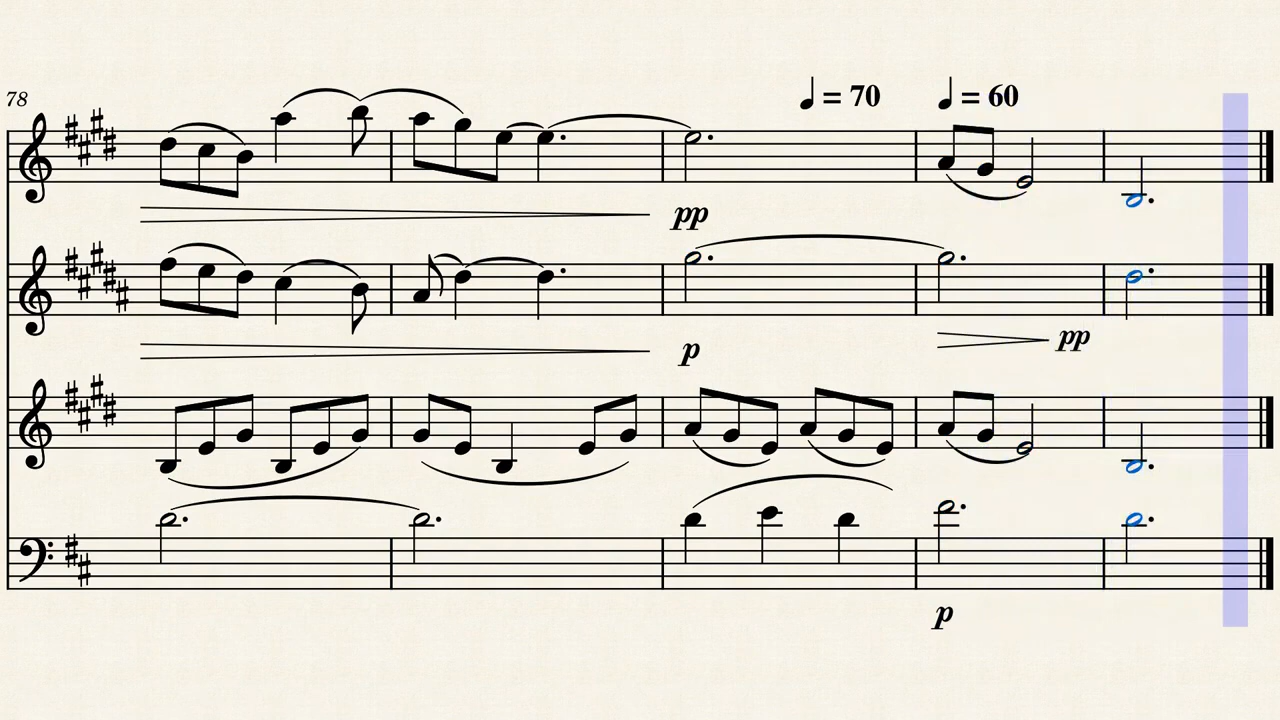 78
♩ = 70 ♩ = 60
pp
p pp
p